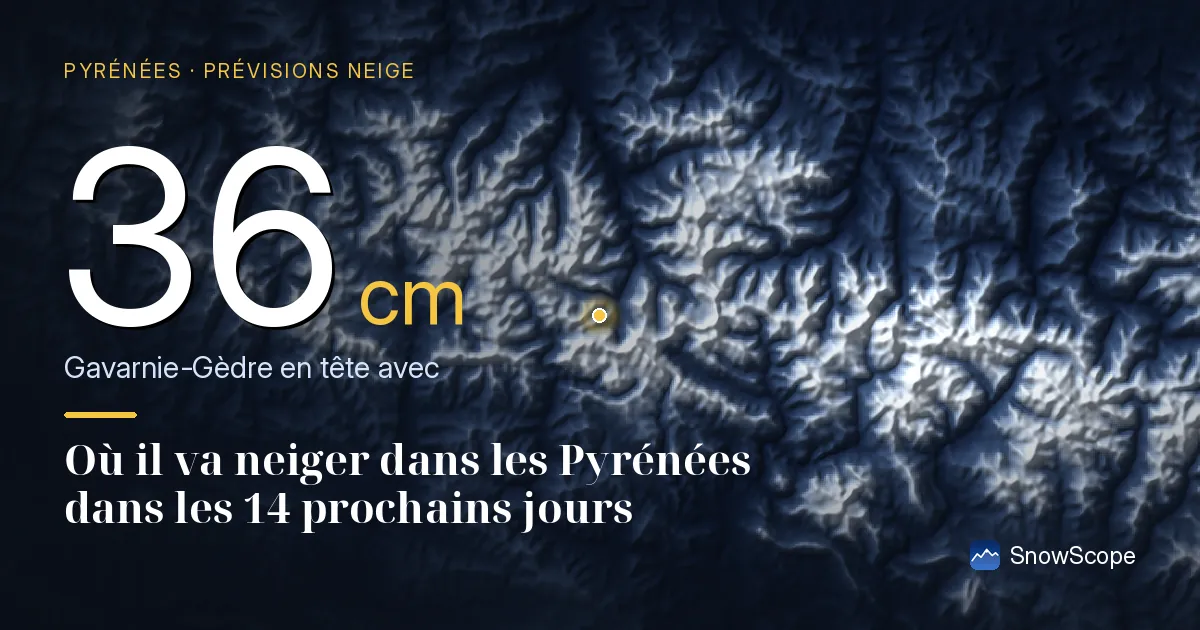 PYRÉNÉES · PRÉVISIONS NEIGE
36 cm
Gavarnie-Gèdre en tête avec
Où il va neiger dans les Pyrénées
dans les 14 prochains jours
SnowScope